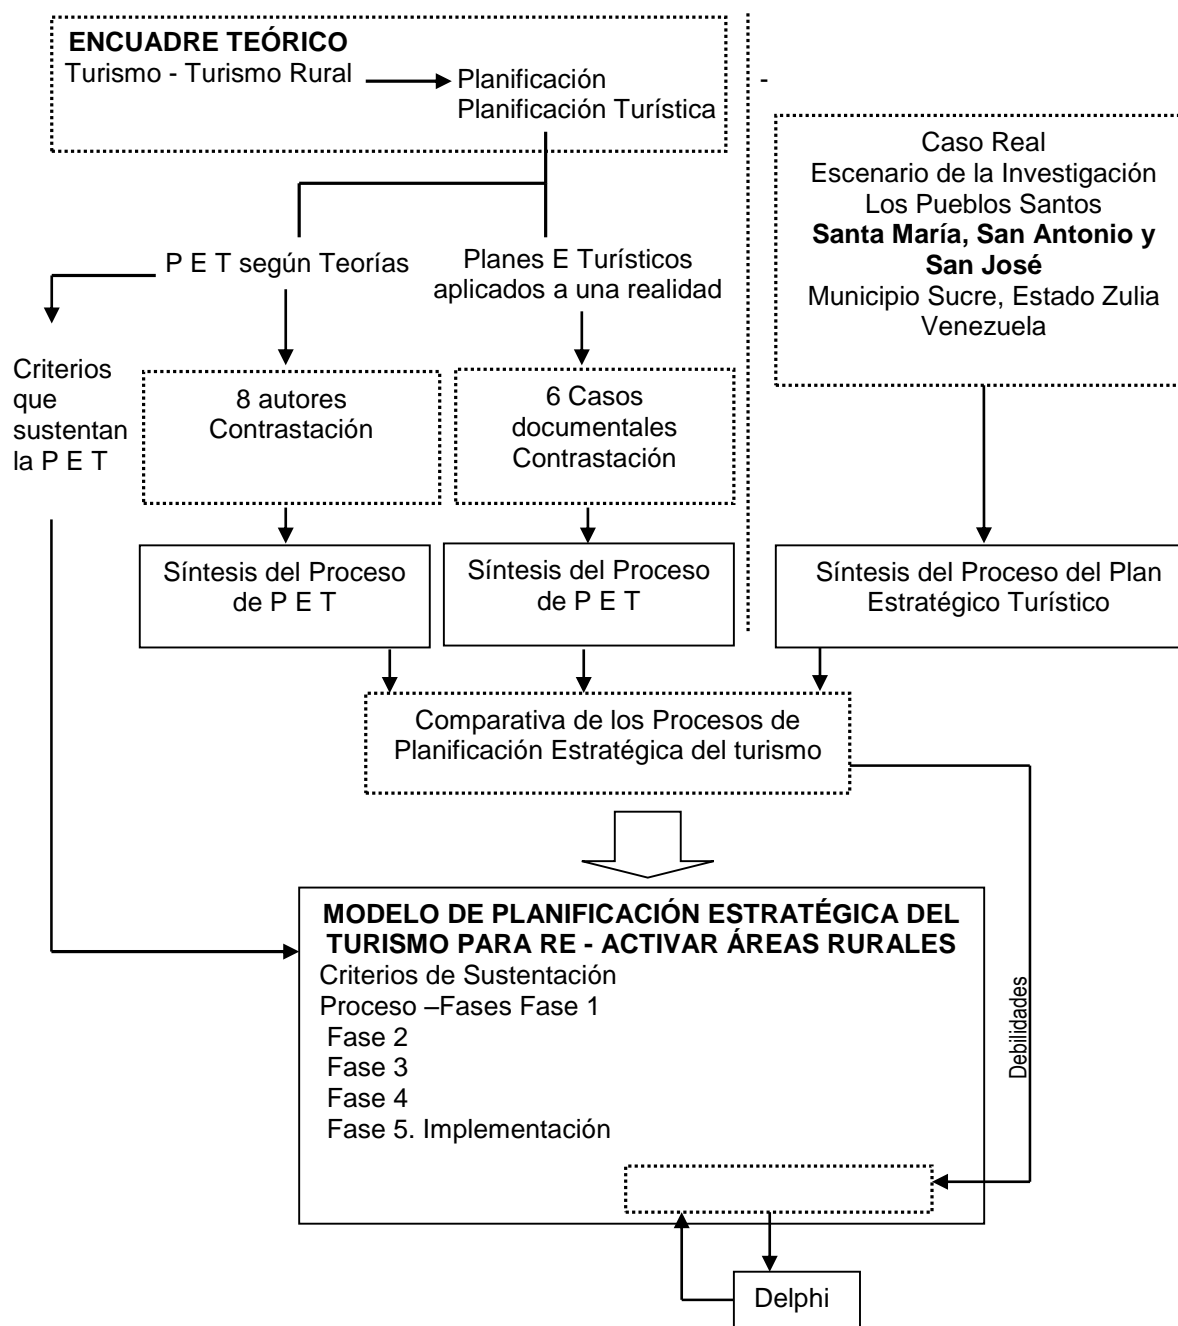 ENCUADRE TEÓRICO
Turismo - Turismo Rural
Planificación
Planificación Turística
-
Caso Real
Escenario de la Investigación
Los Pueblos Santos
Santa María, San Antonio y
San José
Municipio Sucre, Estado Zulia
Venezuela
P E T según Teorías
Planes E Turísticos
aplicados a una realidad
Criterios
que
sustentan
la P E T
8 autores
Contrastación
6 Casos
documentales
Contrastación
Síntesis del Proceso
de P E T
Síntesis del Proceso
de P E T
Síntesis del Proceso del Plan
Estratégico Turístico
Comparativa de los Procesos de
Planificación Estratégica del turismo
MODELO DE PLANIFICACIÓN ESTRATÉGICA DEL
TURISMO PARA RE - ACTIVAR ÁREAS RURALES
Criterios de Sustentación
Proceso –Fases Fase 1
Fase 2
Fase 3
Fase 4
Fase 5. Implementación
Debilidades
Delphi